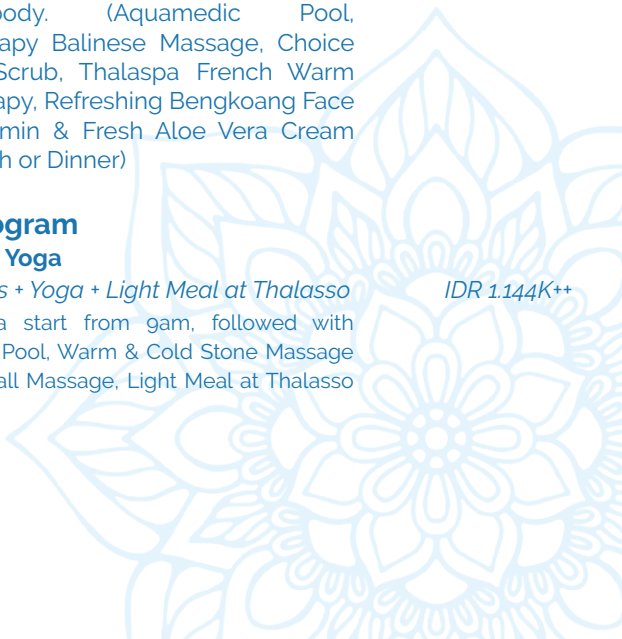 body. (Aquamedic Pool,
apy Balinese Massage, Choice
Scrub, Thalaspa French Warm
apy, Refreshing Bengkoang Face
min & Fresh Aloe Vera Cream
h or Dinner)
ogram
Yoga
s + Yoga + Light Meal at Thalasso IDR 1.144K++
a start from 9am, followed with
Pool, Warm & Cold Stone Massage
all Massage, Light Meal at Thalasso